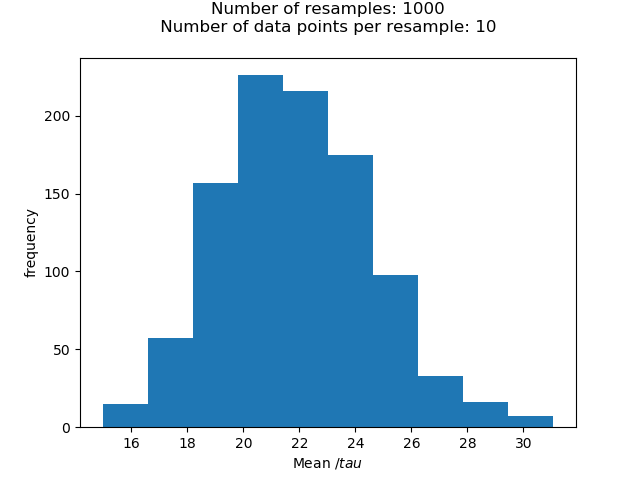 Number of resamples: 1000
Number of data points per resample: 10
200
150
100
50
0
frequency
16 18 20 22 24 26 28 30
Mean /tau